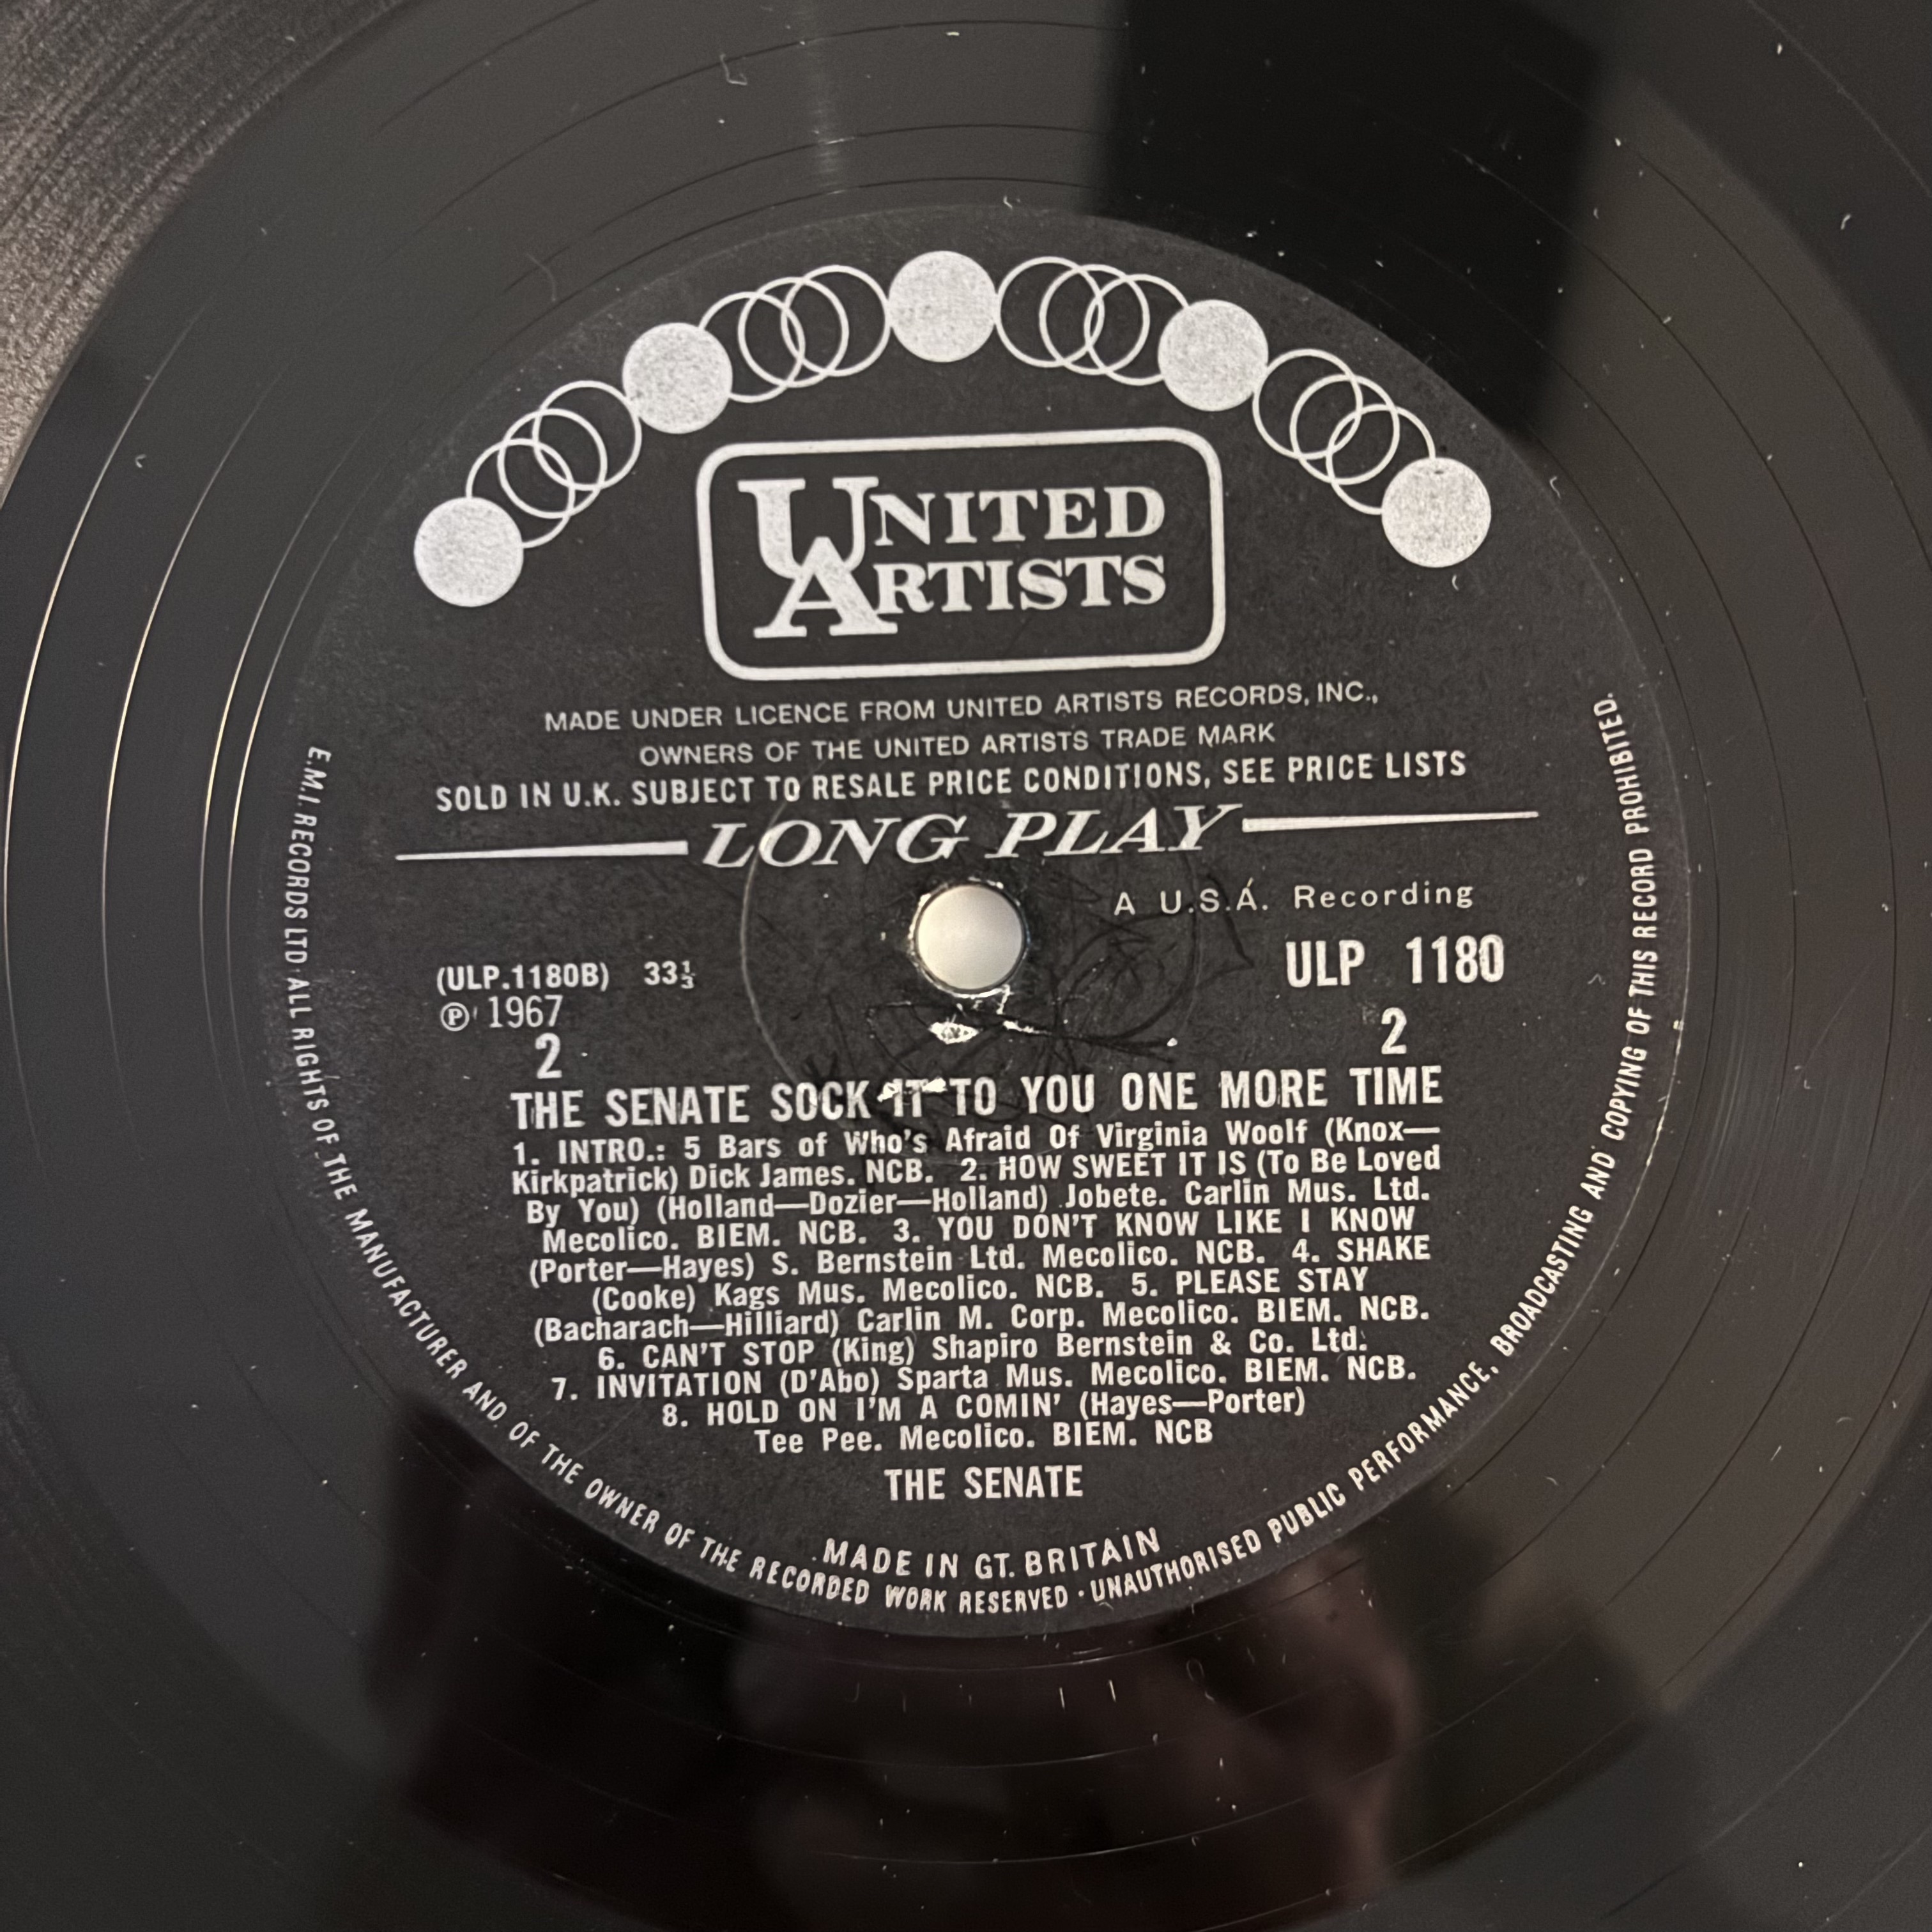 UNITED
ARTISTS
MADE UNDER LICENCE FROM UNITED ARTISTS RECORDS, INC.,
OWNERS OF THE UNITED ARTISTS TRADE MARK
SOLD IN U.K. SUBJECT TO RESALE PRICE CONDITIONS, SEE PRICE LISTS
LONG PLAY
A U.S.A. Recording
(ULP.1180B) 33⅓
ULP 1180
℗ 1967
2
2
THE SENATE SOCK IT TO YOU ONE MORE TIME
1. INTRO.: 5 Bars of Who's Afraid Of Virginia Woolf (Knox—
Kirkpatrick) Dick James. NCB. 2. HOW SWEET IT IS (To Be Loved
By You) (Holland—Dozier—Holland) Jobete. Carlin Mus. Ltd.
Mecolico. BIEM. NCB. 3. YOU DON'T KNOW LIKE I KNOW
(Porter—Hayes) S. Bernstein Ltd. Mecolico. NCB. 4. SHAKE
(Cooke) Kags Mus. Mecolico. NCB. 5. PLEASE STAY
(Bacharach—Hilliard) Carlin M. Corp. Mecolico. BIEM. NCB.
6. CAN'T STOP (King) Shapiro Bernstein & Co. Ltd.
7. INVITATION (D'Abo) Sparta Mus. Mecolico. BIEM. NCB.
8. HOLD ON I'M A COMIN' (Hayes—Porter)
Tee Pee. Mecolico. BIEM. NCB
THE SENATE
MADE IN GT. BRITAIN
E.M.I. RECORDS LTD · ALL RIGHTS OF THE MANUFACTURER AND OF THE OWNER OF THE RECORDED WORK RESERVED · UNAUTHORISED PUBLIC PERFORMANCE, BROADCASTING AND COPYING OF THIS RECORD PROHIBITED.